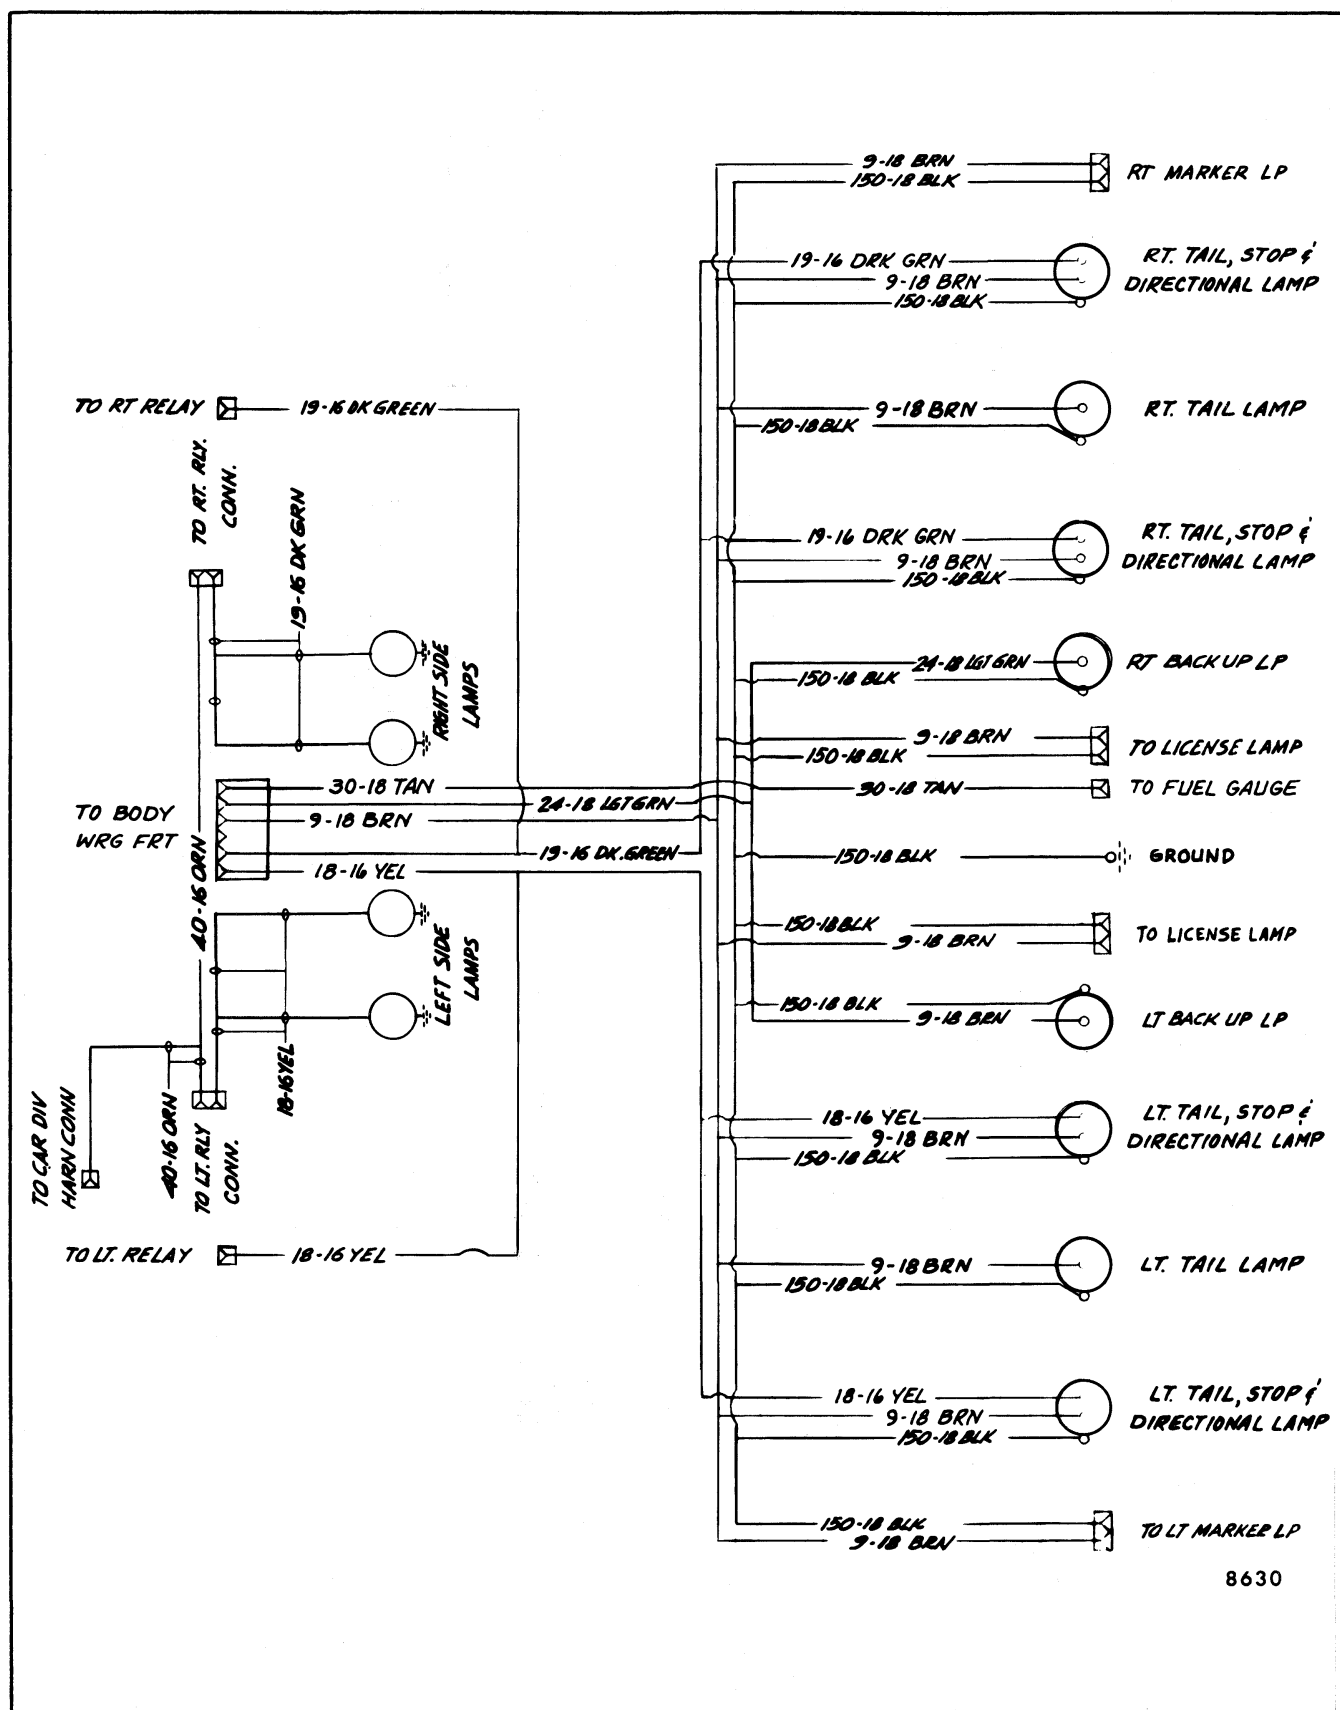 9-18 BRN
150-18 BLK
RT MARKER LP
19-16 DRK GRN
9-18 BRN
150-18 BLK
RT. TAIL, STOP &
DIRECTIONAL LAMP
TO RT RELAY
19-16 DK GREEN
9-18 BRN
150-18 BLK
RT. TAIL LAMP
TO RT. RLY.
CONN.
19-16 DK GRN
19-16 DRK GRN
9-18 BRN
150-18 BLK
RT. TAIL, STOP &
DIRECTIONAL LAMP
RIGHT SIDE
LAMPS
24-18 LGT GRN
150-18 BLK
RT BACK UP LP
9-18 BRN
150-18 BLK
TO LICENSE LAMP
TO BODY
WRG FRT
30-18 TAN
24-18 LGT GRN
9-18 BRN
19-16 DK. GREEN
18-16 YEL
30-18 TAN
TO FUEL GAUGE
150-18 BLK
GROUND
40-16 ORN
LEFT SIDE
LAMPS
150-18 BLK
9-18 BRN
TO LICENSE LAMP
150-18 BLK
9-18 BRN
LT BACK UP LP
18-16 YEL
TO CAR DIV
HARN CONN
40-16 ORN
TO LT. RLY
CONN.
18-16 YEL
9-18 BRN
150-18 BLK
LT. TAIL, STOP &
DIRECTIONAL LAMP
TO LT. RELAY
18-16 YEL
9-18 BRN
150-18 BLK
LT. TAIL LAMP
18-16 YEL
9-18 BRN
150-18 BLK
LT. TAIL, STOP &
DIRECTIONAL LAMP
150-18 BLK
9-18 BRN
TO LT MARKER LP
8630